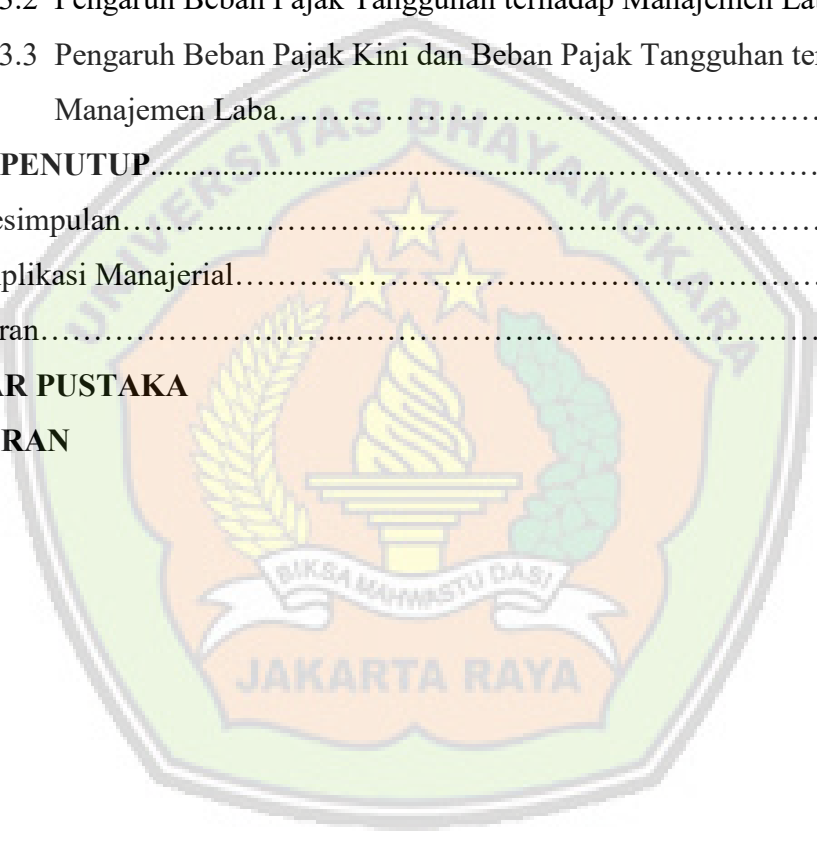 3.2 Pengaruh Beban Pajak Tangguhan terhadap Manajemen La
3.3 Pengaruh Beban Pajak Kini dan Beban Pajak Tangguhan te
Manajemen Laba……………………………………………
PENUTUP............................................................…………………
esimpulan………...…………………………………………………
plikasi Manajerial………..………………….………………………
ran…………………….…..………………….………………………
AR PUSTAKA
RAN
UNIVERSITAS BHAYANGKARA
BIKSA MAHWASTU DASI
JAKARTA RAYA